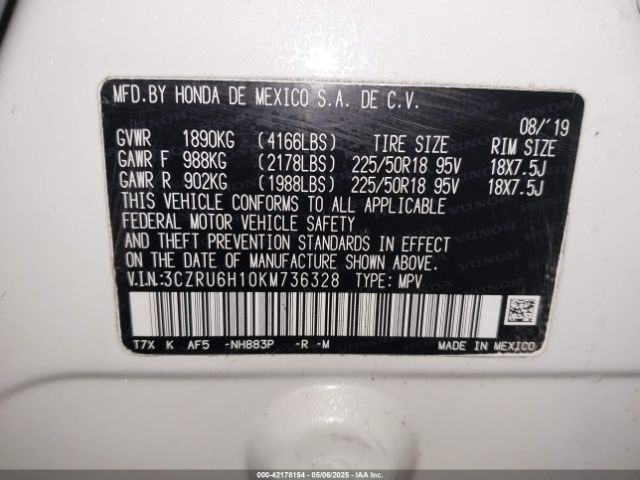 MFD.BY HONDA DE MEXICO S.A. DE C.V.
08/'19
GVWR 1890KG (4166LBS) TIRE SIZE RIM SIZE
GAWR F 988KG (2178LBS) 225/50R18 95V 18X7.5J
GAWR R 902KG (1988LBS) 225/50R18 95V 18X7.5J
THIS VEHICLE CONFORMS TO ALL APPLICABLE
FEDERAL MOTOR VEHICLE SAFETY
AND THEFT PREVENTION STANDARDS IN EFFECT
ON THE DATE OF MANUFACTURE SHOWN ABOVE.
V.I.N:3CZRU6H10KM736328 TYPE: MPV
T7X K AF5 -NH883P -R -M
MADE IN MEXICO
000-42178154 | 05/06/2025 | IAA Inc.